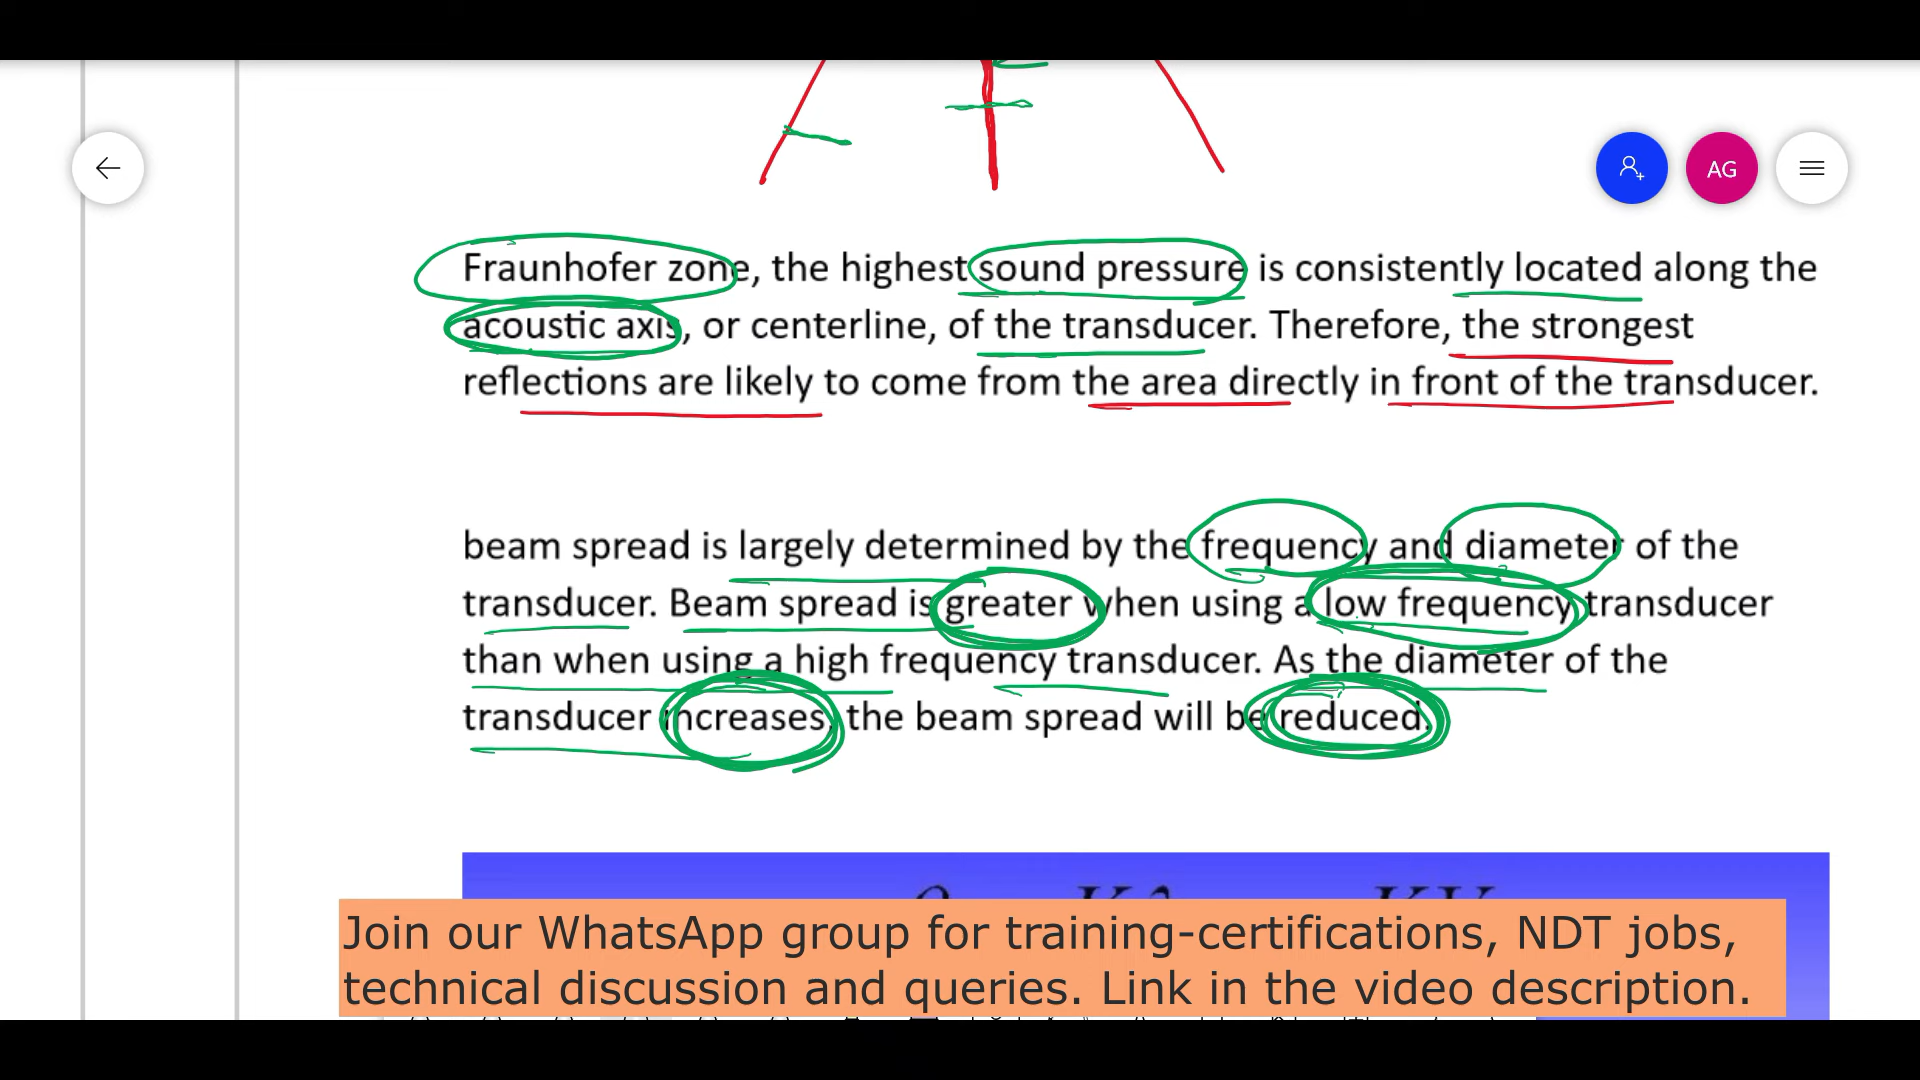 AG
Fraunhofer zone, the highest sound pressure is consistently located along the
acoustic axis, or centerline, of the transducer. Therefore, the strongest
reflections are likely to come from the area directly in front of the transducer.
beam spread is largely determined by the frequency and diameter of the
transducer. Beam spread is greater when using a low frequency transducer
than when using a high frequency transducer. As the diameter of the
transducer increases, the beam spread will be reduced.
Join our WhatsApp group for training-certifications, NDT jobs,
technical discussion and queries. Link in the video description.